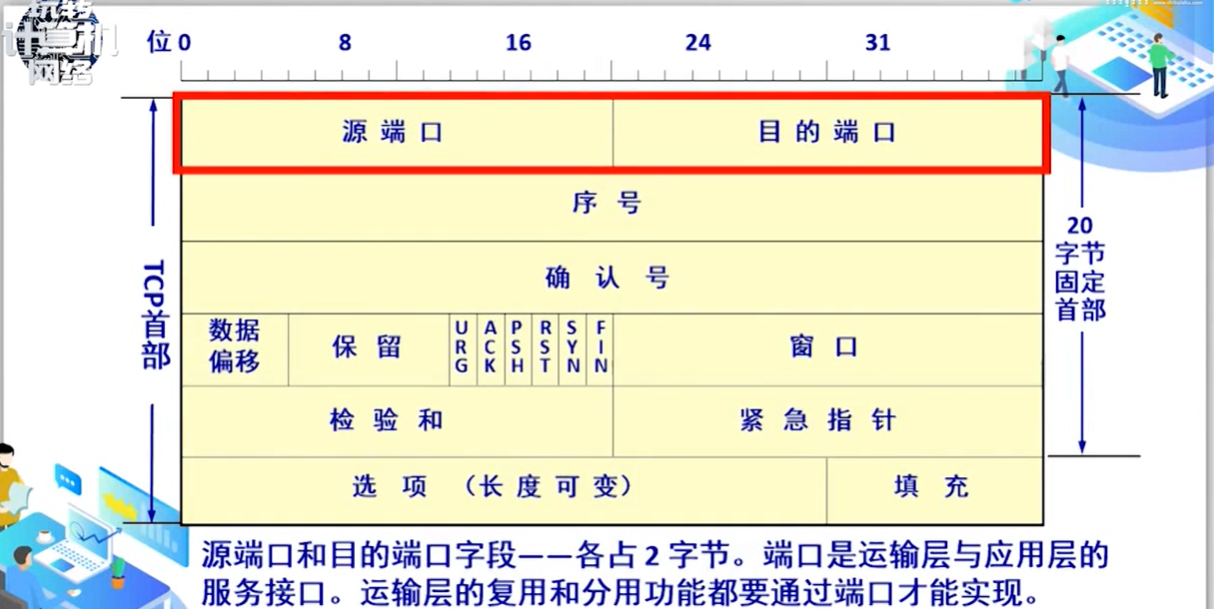 玩转
计算机
网络
位 0 8 16 24 31
源端口 目的端口
序号
确认号
数据偏移 保留 URG ACK PSH RST SYN FIN 窗口
检验和 紧急指针
选项（长度可变） 填充
TCP首部
20
字节
固定
首部
源端口和目的端口字段——各占 2 字节。端口是运输层与应用层的
服务接口。运输层的复用和分用功能都要通过端口才能实现。